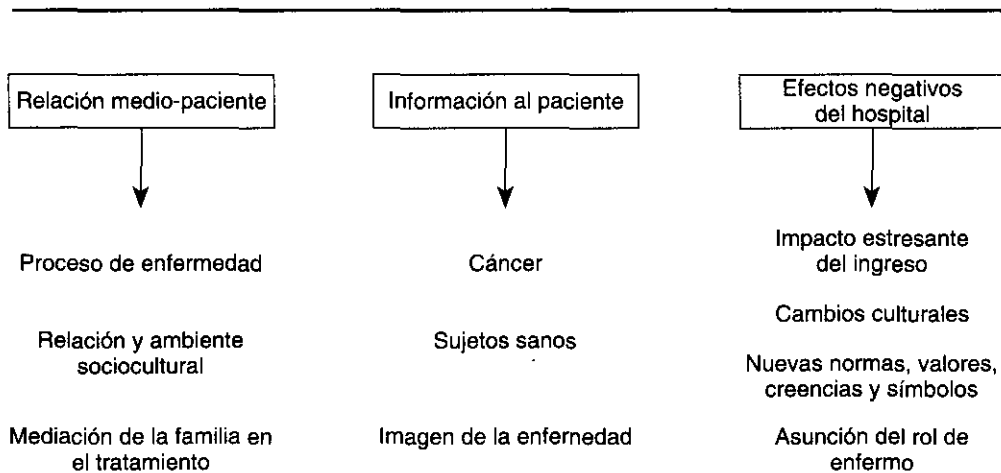 Relación medio-paciente
Proceso de enfermedad
Relación y ambiente
sociocultural
Mediación de la familia en
el tratamiento
Información al paciente
Cáncer
Sujetos sanos
Imagen de la enfernedad
Efectos negativos
del hospital
Impacto estresante
del ingreso
Cambios culturales
Nuevas normas, valores,
creencias y símbolos
Asunción del rol de
enfermo